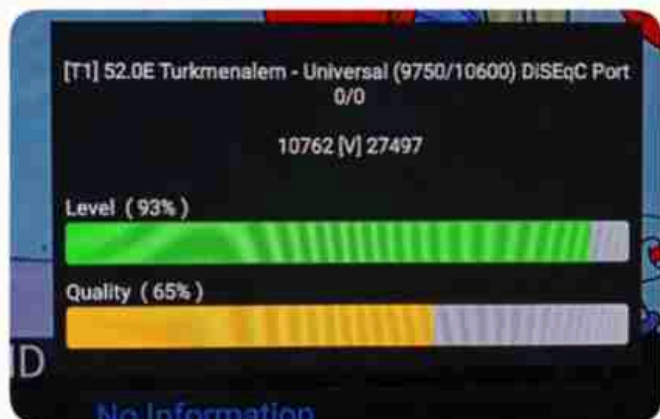 [T1] 52.0E Turkmenalem - Universal (9750/10600) DiSEqC Port
0/0
10762 [V] 27497
Level ( 93% )
Quality ( 65% )
ID
No Information